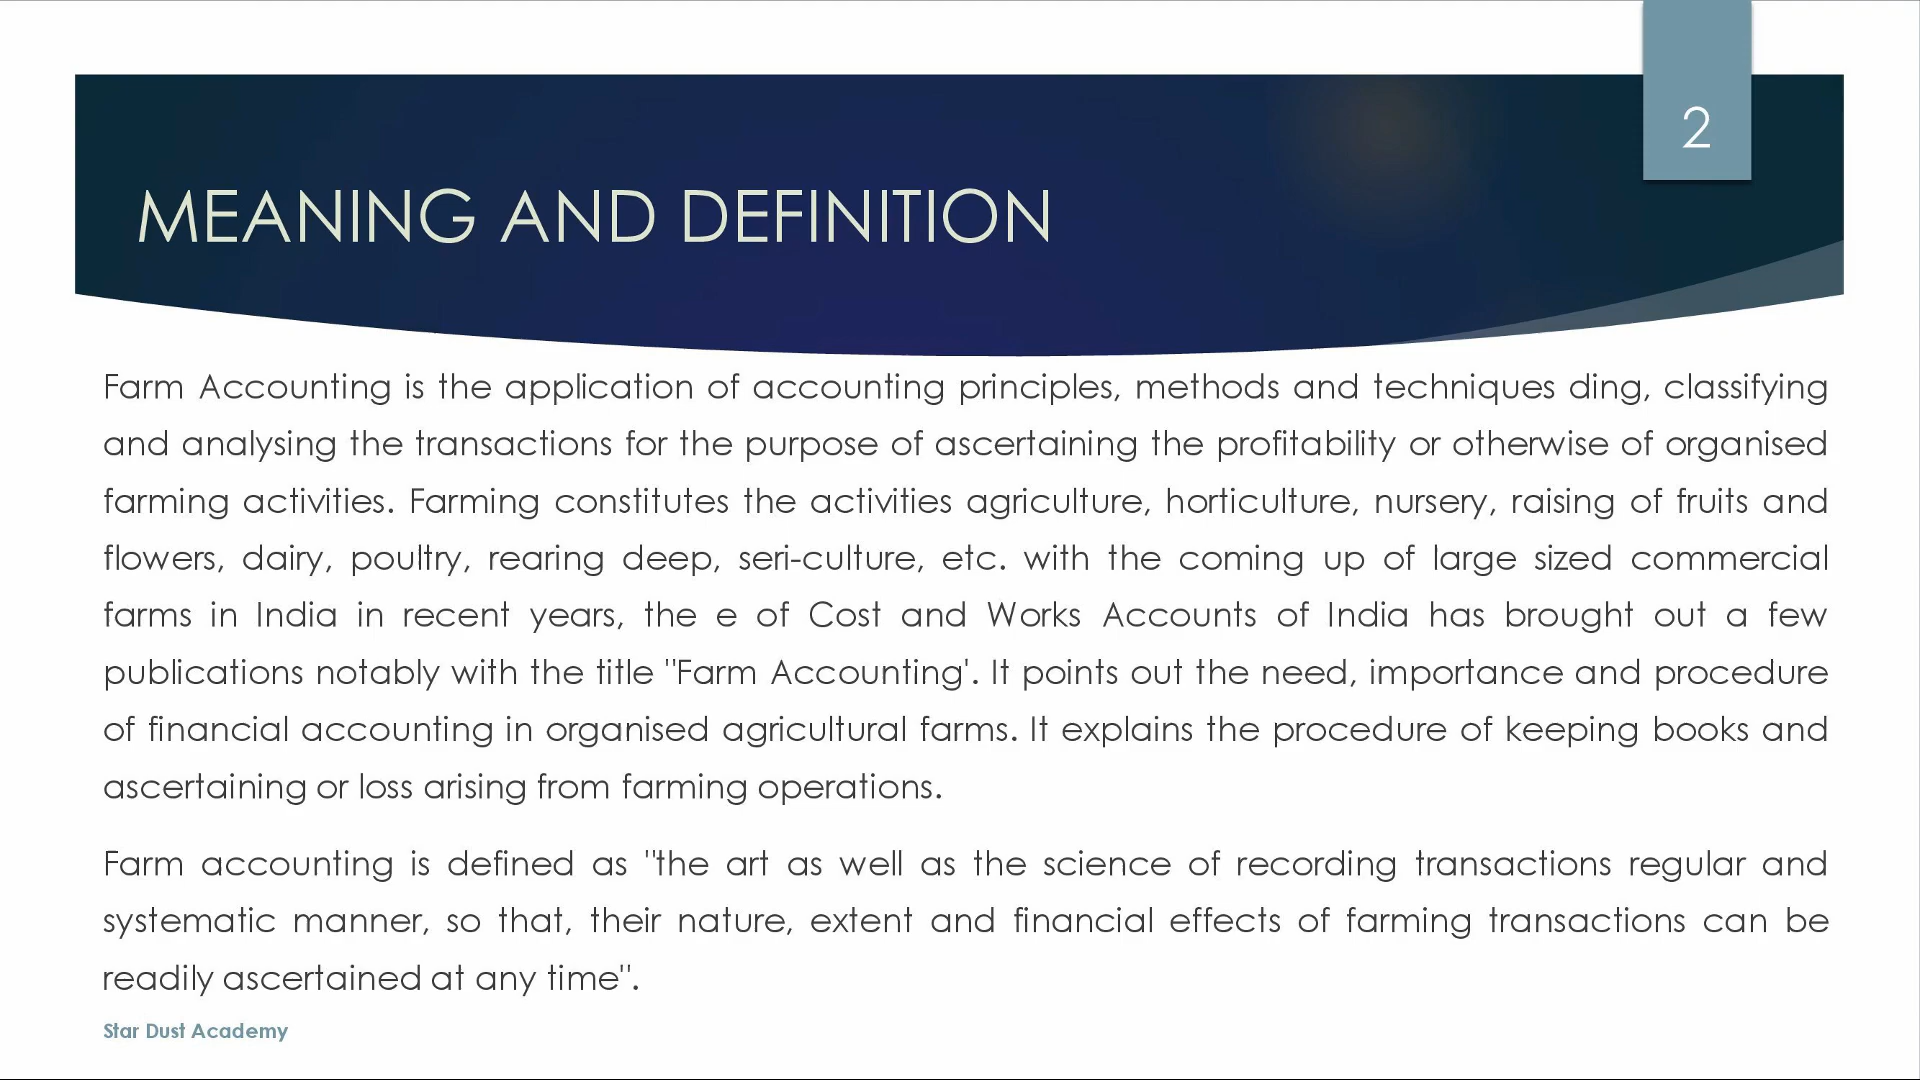 2
MEANING AND DEFINITION
Farm Accounting is the application of accounting principles, methods and techniques ding, classifying
and analysing the transactions for the purpose of ascertaining the profitability or otherwise of organised
farming activities. Farming constitutes the activities agriculture, horticulture, nursery, raising of fruits and
flowers, dairy, poultry, rearing deep, seri-culture, etc. with the coming up of large sized commercial
farms in India in recent years, the e of Cost and Works Accounts of India has brought out a few
publications notably with the title "Farm Accounting'. It points out the need, importance and procedure
of financial accounting in organised agricultural farms. It explains the procedure of keeping books and
ascertaining or loss arising from farming operations.
Farm accounting is defined as "the art as well as the science of recording transactions regular and
systematic manner, so that, their nature, extent and financial effects of farming transactions can be
readily ascertained at any time".
Star Dust Academy